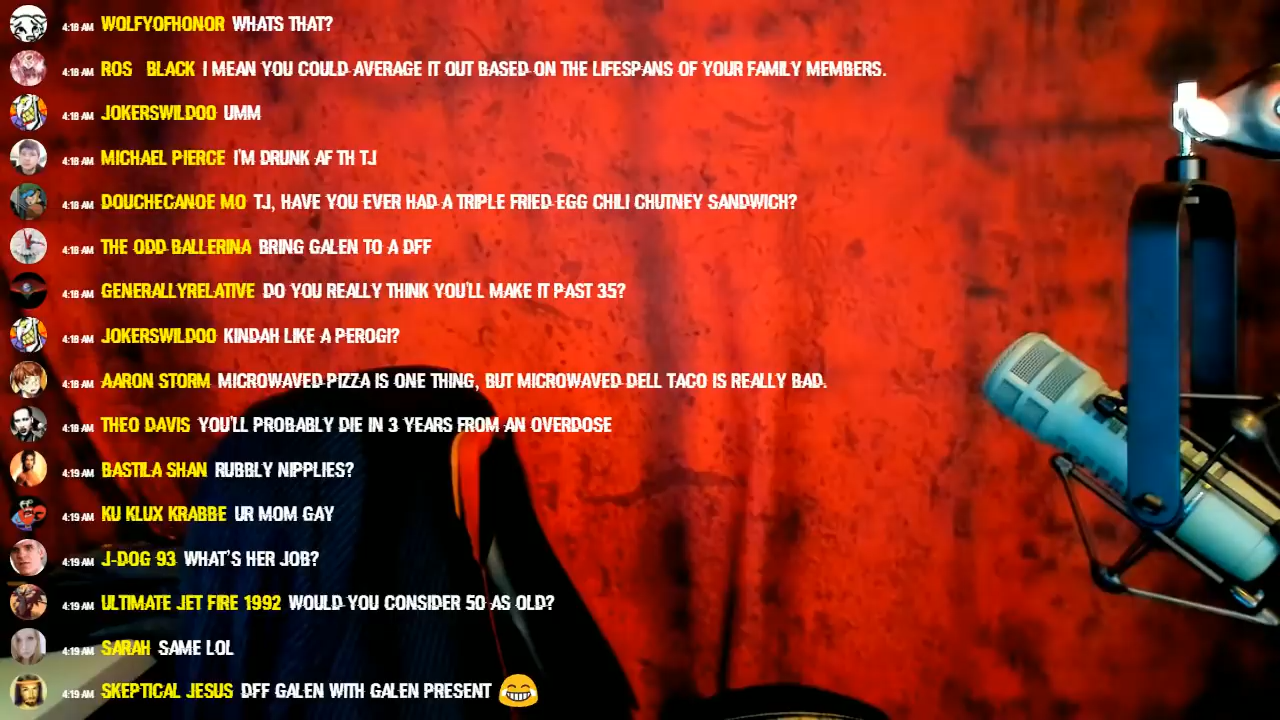 4:18 AM WOLFYOFHONOR WHATS THAT?
4:18 AM ROS BLACK I MEAN YOU COULD AVERAGE IT OUT BASED ON THE LIFESPANS OF YOUR FAMILY MEMBERS.
4:18 AM JOKERSWILDOO UMM
4:18 AM MICHAEL PIERCE I'M DRUNK AF TH TJ
4:18 AM DOUCHECANOE MO TJ, HAVE YOU EVER HAD A TRIPLE FRIED EGG CHILI CHUTNEY SANDWICH?
4:18 AM THE ODD BALLERINA BRING GALEN TO A DFF
4:18 AM GENERALLYRELATIVE DO YOU REALLY THINK YOU'LL MAKE IT PAST 35?
4:18 AM JOKERSWILDOO KINDAH LIKE A PEROGI?
4:18 AM AARON STORM MICROWAVED PIZZA IS ONE THING, BUT MICROWAVED DELL TACO IS REALLY BAD.
4:18 AM THEO DAVIS YOU'LL PROBABLY DIE IN 3 YEARS FROM AN OVERDOSE
4:19 AM BASTILA SHAN RUBBLY NIPPLIES?
4:19 AM KU KLUX KRABBE UR MOM GAY
4:19 AM J-DOG 93 WHAT'S HER JOB?
4:19 AM ULTIMATE JET FIRE 1992 WOULD YOU CONSIDER 50 AS OLD?
4:19 AM SARAH SAME LOL
4:19 AM SKEPTICAL JESUS DFF GALEN WITH GALEN PRESENT 😂